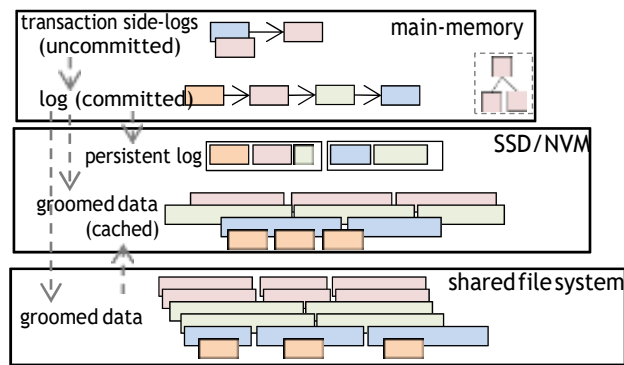 transaction side-logs
(uncommitted)
main-memory
log (committed)
SSD/NVM
persistent log
groomed data
(cached)
shared file system
groomed data